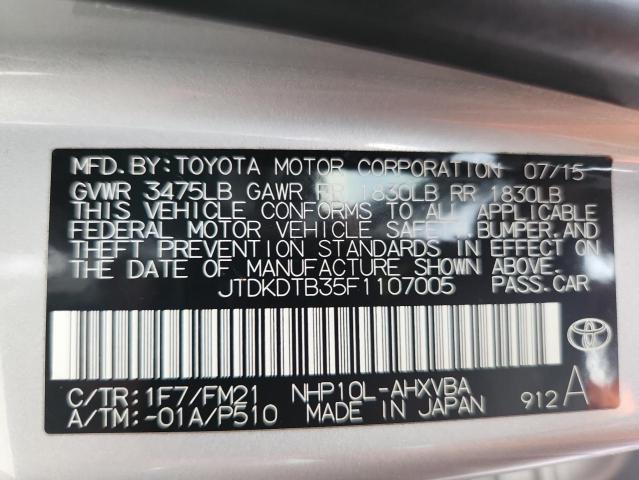 MFD.BY:TOYOTA MOTOR CORPORATION 07/15
GVWR 3475LB GAWR FR 1830LB RR 1830LB
THIS VEHICLE CONFORMS TO ALL APPLICABLE
FEDERAL MOTOR VEHICLE SAFETY,BUMPER,AND
THEFT PREVENTION STANDARDS IN EFFECT ON
THE DATE OF MANUFACTURE SHOWN ABOVE.
JTDKDTB35F1107005 PASS.CAR
C/TR:1F7/FM21 NHP10L-AHXVBA
A/TM:-01A/P510 MADE IN JAPAN 912 A